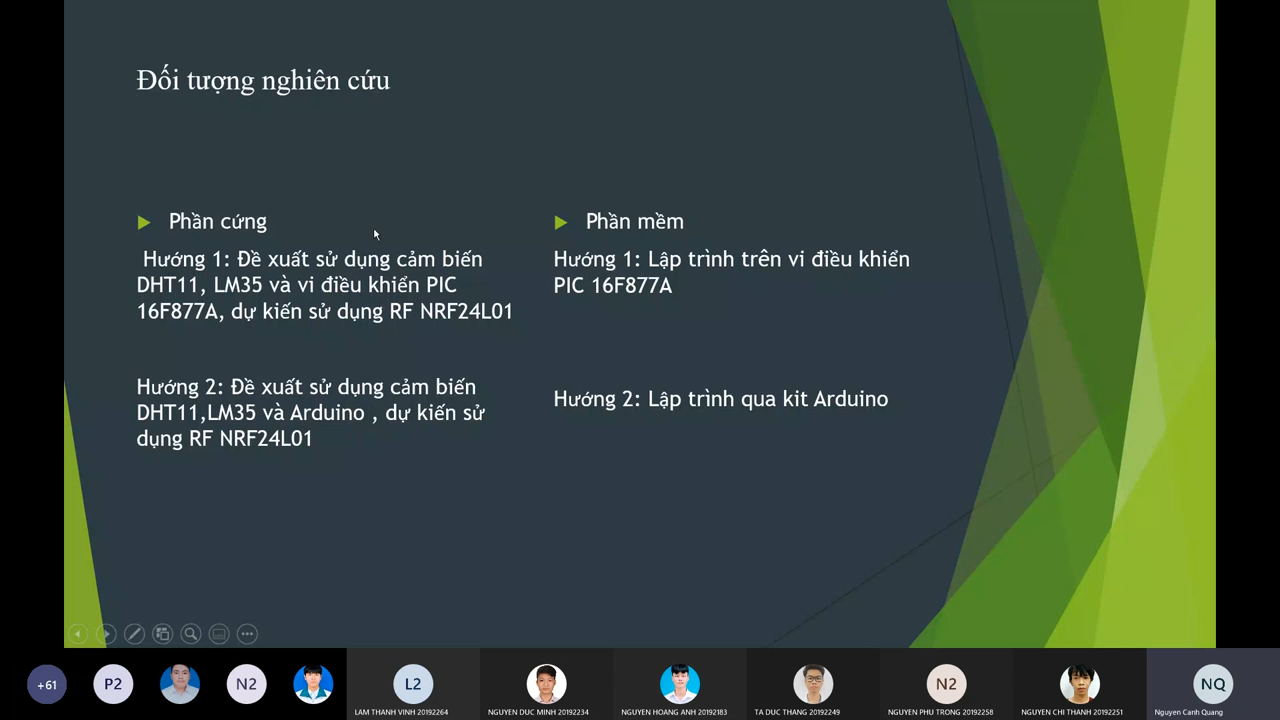 Đối tượng nghiên cứu
Phần cứng
Hướng 1: Đề xuất sử dụng cảm biến
DHT11, LM35 và vi điều khiển PIC
16F877A, dự kiến sử dụng RF NRF24L01
Hướng 2: Đề xuất sử dụng cảm biến
DHT11,LM35 và Arduino , dự kiến sử
dụng RF NRF24L01
Phần mềm
Hướng 1: Lập trình trên vi điều khiển
PIC 16F877A
Hướng 2: Lập trình qua kit Arduino
+61
P2
N2
L2
LAM THANH VINH 20192264
NGUYEN DUC MINH 20192234
NGUYEN HOANG ANH 20192183
TA DUC THANG 20192249
N2
NGUYEN PHU TRONG 20192258
NGUYEN CHI THANH 20192251
NQ
Nguyen Canh Quang